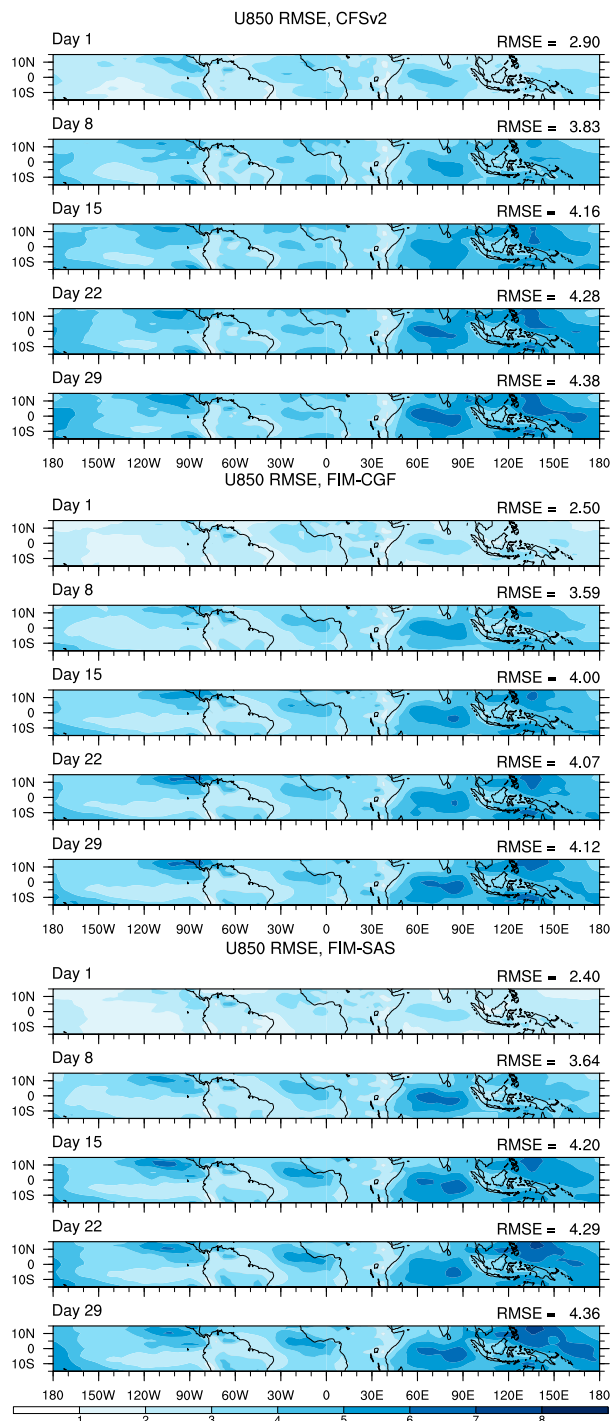 U850 RMSE, CFSv2
Day 1 RMSE = 2.90
10N
0
10S
Day 8 RMSE = 3.83
10N
0
10S
Day 15 RMSE = 4.16
10N
0
10S
Day 22 RMSE = 4.28
10N
0
10S
Day 29 RMSE = 4.38
10N
0
10S
180 150W 120W 90W 60W 30W 0 30E 60E 90E 120E 150E 180
U850 RMSE, FIM-CGF
Day 1 RMSE = 2.50
10N
0
10S
Day 8 RMSE = 3.59
10N
0
10S
Day 15 RMSE = 4.00
10N
0
10S
Day 22 RMSE = 4.07
10N
0
10S
Day 29 RMSE = 4.12
10N
0
10S
180 150W 120W 90W 60W 30W 0 30E 60E 90E 120E 150E 180
U850 RMSE, FIM-SAS
Day 1 RMSE = 2.40
10N
0
10S
Day 8 RMSE = 3.64
10N
0
10S
Day 15 RMSE = 4.20
10N
0
10S
Day 22 RMSE = 4.29
10N
0
10S
Day 29 RMSE = 4.36
10N
0
10S
180 150W 120W 90W 60W 30W 0 30E 60E 90E 120E 150E 180
1 2 3 4 5 6 7 8